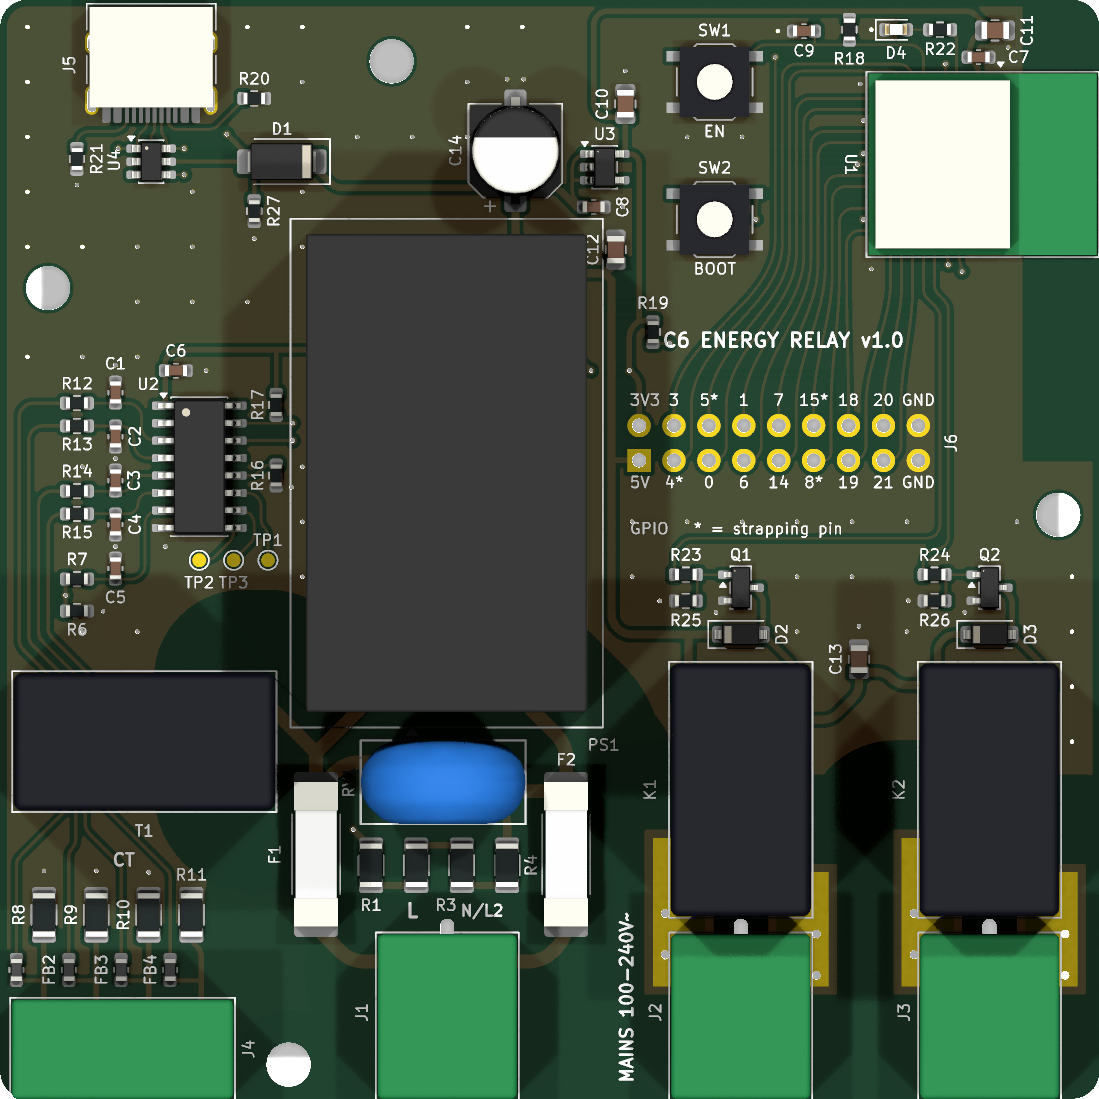 J5
R20
D1
R21
U4
R27
C14
+
C10
U3
C8
C12
SW1
EN
SW2
BOOT
C9
R18
D4
R22
C11
C7
U1
R19
C6 ENERGY RELAY v1.0
C6
C1
U2
R12
R13
C2
R14
C3
R15
C4
R7
C5
R6
R17
R16
TP1
TP2
TP3
3V3 3 5* 1 7 15* 18 20 GND
J6
5V 4* 0 6 14 8* 19 21 GND
GPIO * = strapping pin
R23
Q1
R25
D2
R24
Q2
R26
D3
C13
K1
K2
PS1
F2
T1
CT
F1
R11
R8
R9
R10
R1
L
R3
N/L2
R4
FB2
FB3
FB4
J4
J1
MAINS 100-240V~
J2
J3